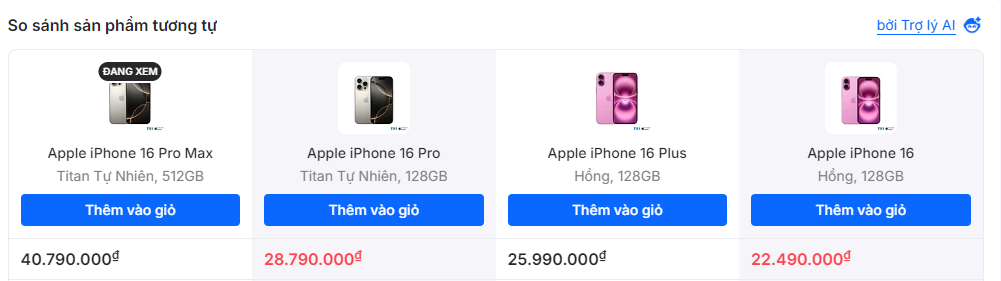 So sánh sản phẩm tương tự
bởi Trợ lý AI
ĐANG XEM
Apple iPhone 16 Pro Max
Titan Tự Nhiên, 512GB
Thêm vào giỏ
40.790.000₫
Apple iPhone 16 Pro
Titan Tự Nhiên, 128GB
Thêm vào giỏ
28.790.000₫
Apple iPhone 16 Plus
Hồng, 128GB
Thêm vào giỏ
25.990.000₫
Apple iPhone 16
Hồng, 128GB
Thêm vào giỏ
22.490.000₫